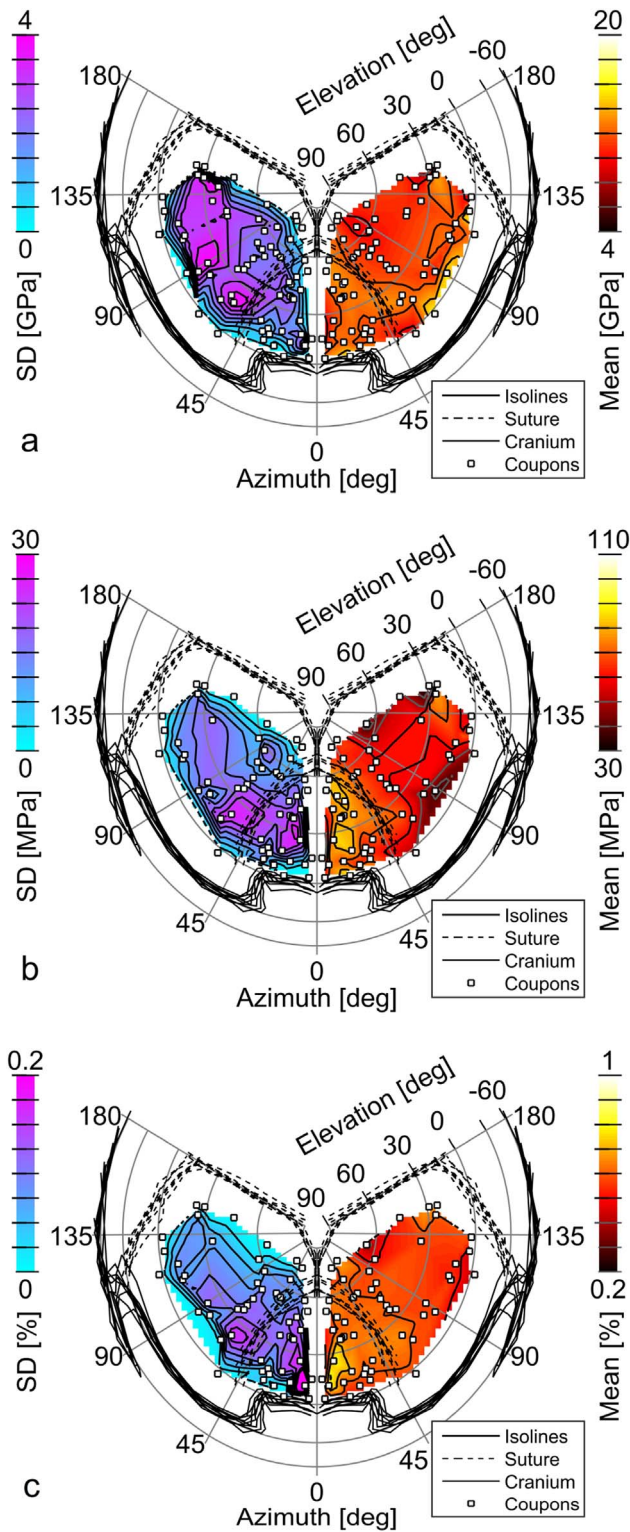 4
20
Elevation [deg]
-60
0
30
60
90
180
180
135
135
SD [GPa]
0
Mean [GPa]
4
90
90
45
45
0
Azimuth [deg]
Isolines
Suture
Cranium
Coupons
a
30
110
Elevation [deg]
-60
0
30
60
90
180
180
135
135
SD [MPa]
0
Mean [MPa]
30
90
90
45
45
0
Azimuth [deg]
Isolines
Suture
Cranium
Coupons
b
0.2
1
Elevation [deg]
-60
0
30
60
90
180
180
135
135
SD [%]
0
Mean [%]
0.2
90
90
45
45
0
Azimuth [deg]
Isolines
Suture
Cranium
Coupons
c